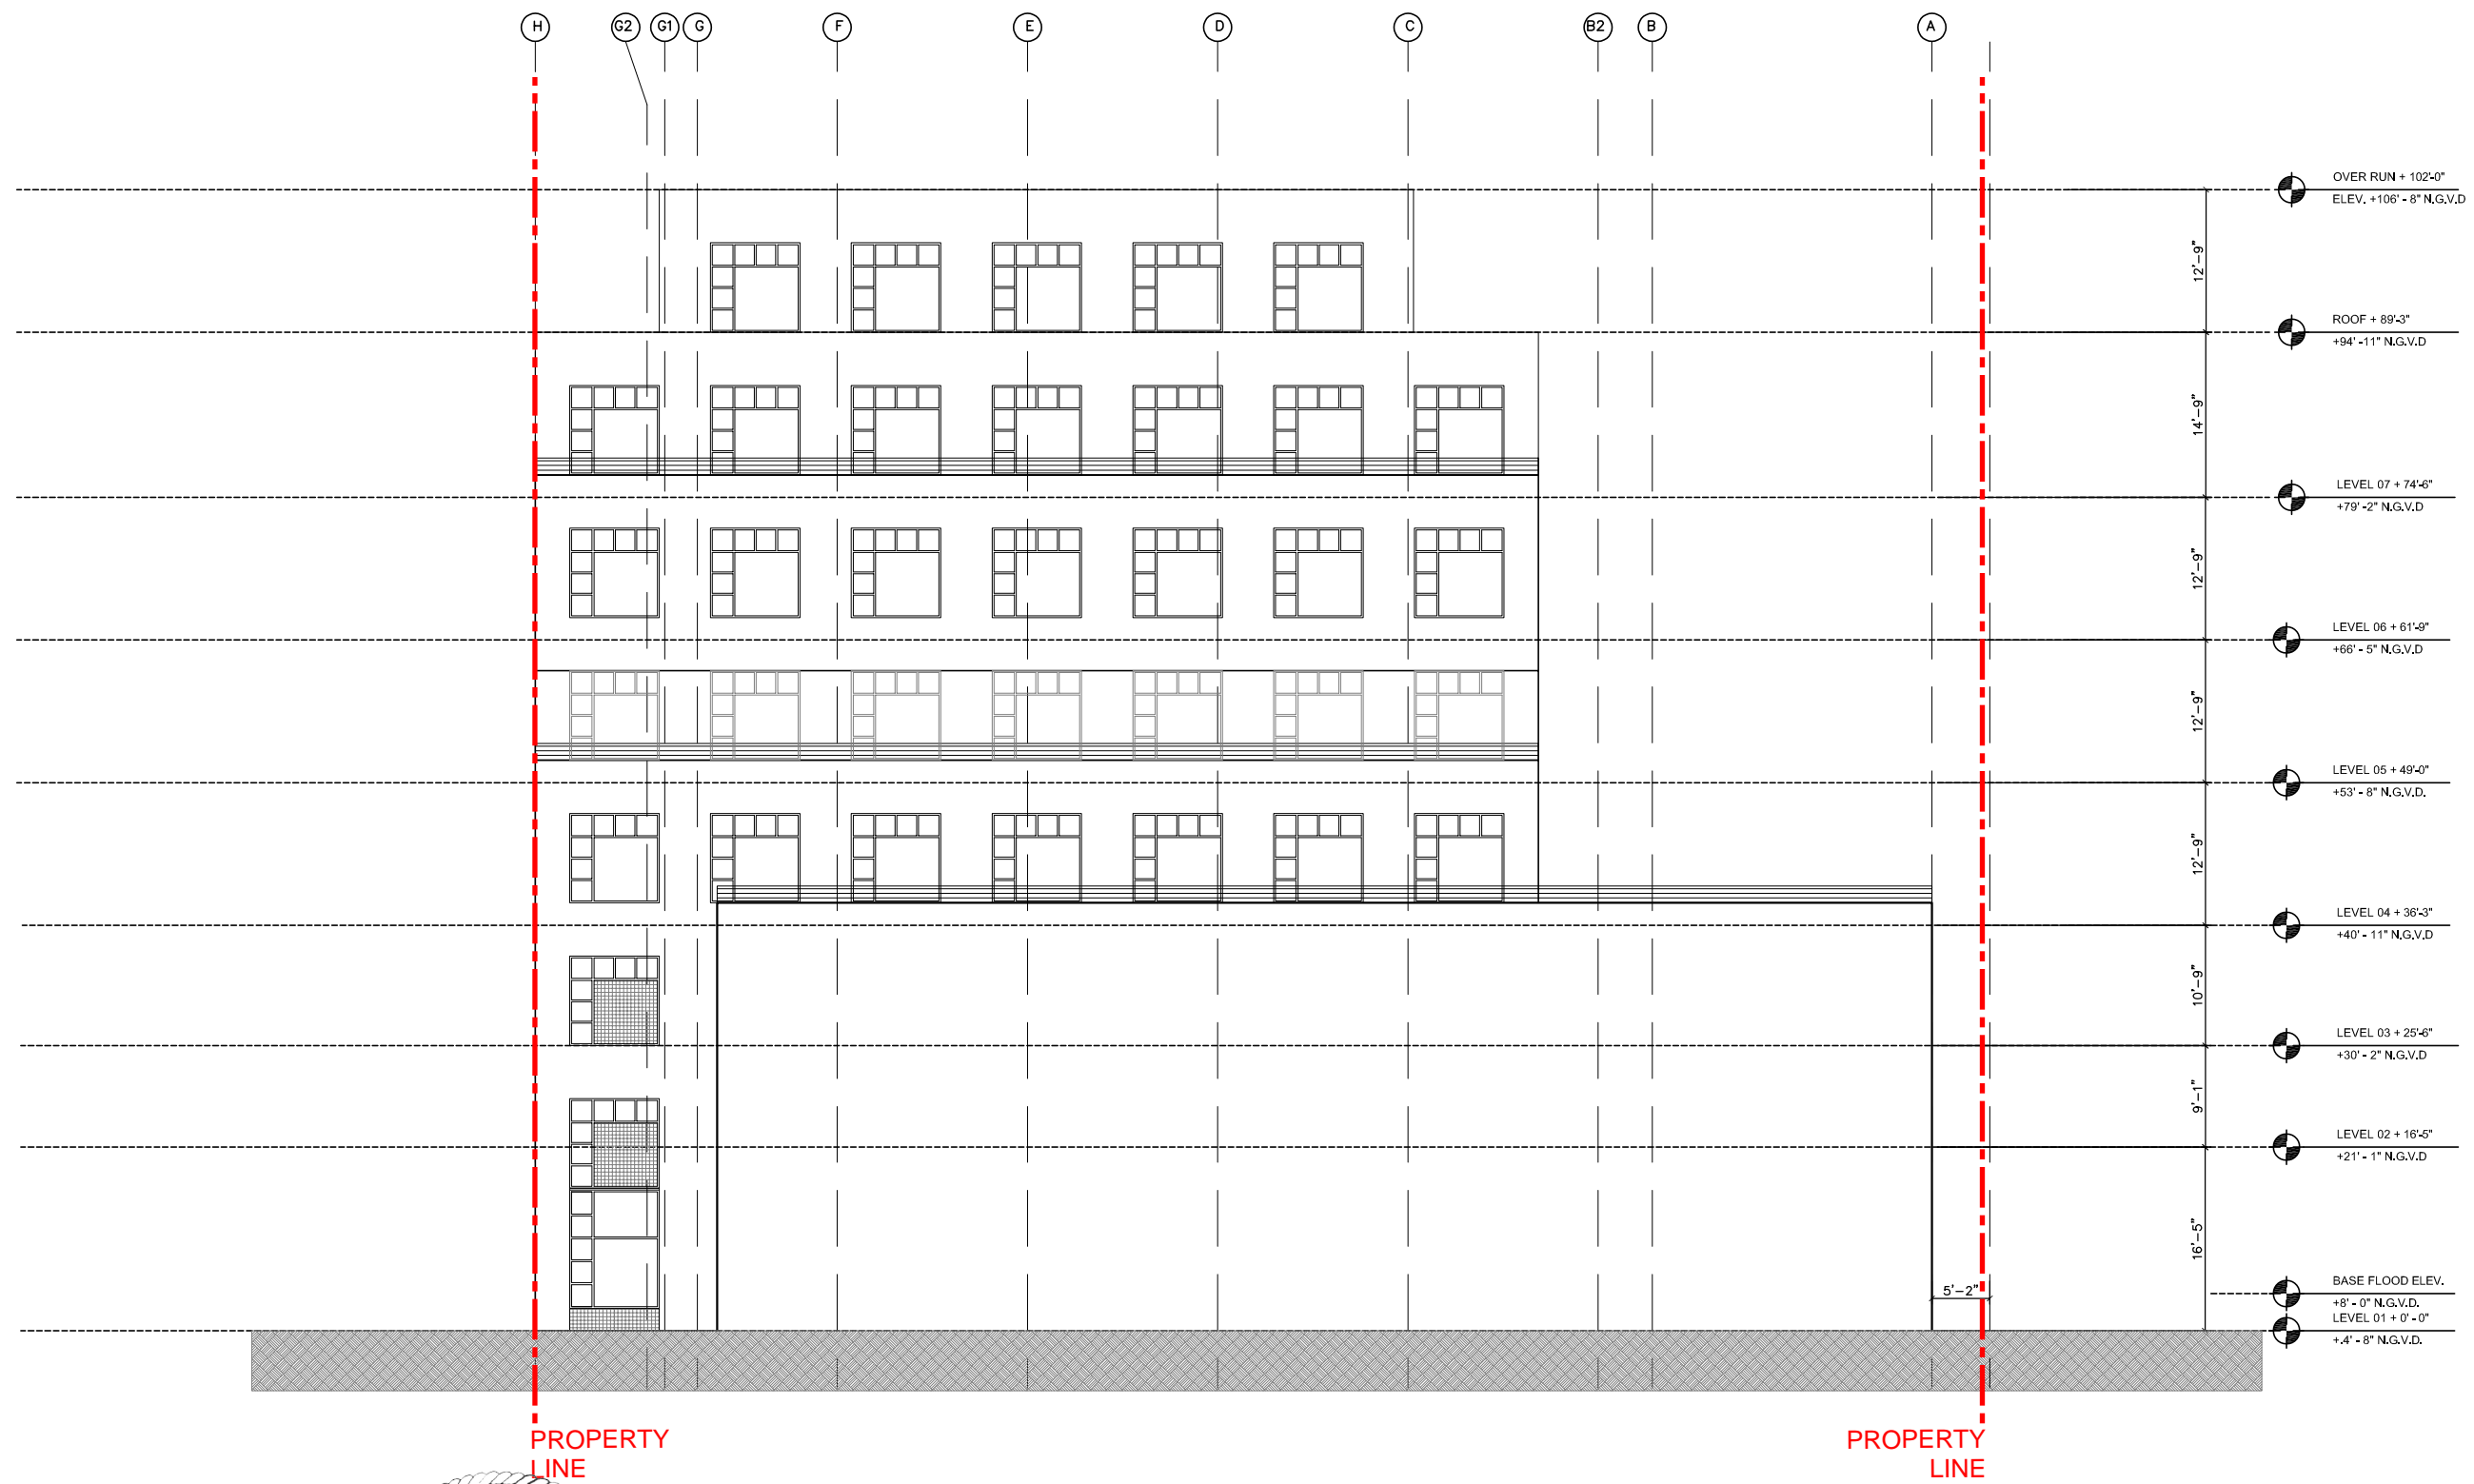 H G2 G1 G F E D C B2 B A
OVER RUN + 102'-0"
ELEV. +106' - 8" N.G.V.D
12'-9"
ROOF + 89'-3"
+94' -11" N.G.V.D
14'-9"
LEVEL 07 + 74'-6"
+79' -2" N.G.V.D
12'-9"
LEVEL 06 + 61'-9"
+66' - 5" N.G.V.D
12'-9"
LEVEL 05 + 49'-0"
+53' - 8" N.G.V.D.
12'-9"
LEVEL 04 + 36'-3"
+40' - 11" N.G.V.D
10'-9"
LEVEL 03 + 25'-6"
+30' - 2" N.G.V.D
9'-1"
LEVEL 02 + 16'-5"
+21' - 1" N.G.V.D
16'-5"
5'-2"
BASE FLOOD ELEV.
+8' - 0" N.G.V.D.
LEVEL 01 + 0' - 0"
+.4' - 8" N.G.V.D.
PROPERTY
LINE
PROPERTY
LINE